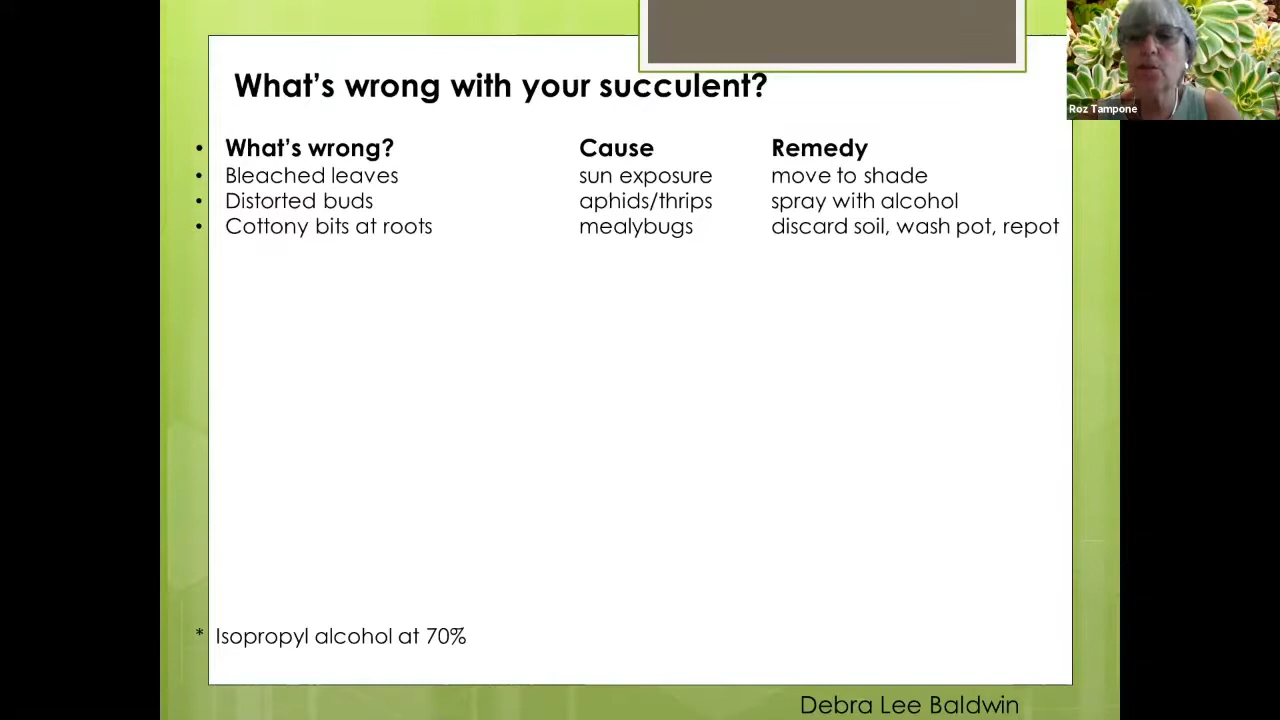 What's wrong with your succulent?
Roz Tampone
• What's wrong? Cause Remedy
• Bleached leaves sun exposure move to shade
• Distorted buds aphids/thrips spray with alcohol
• Cottony bits at roots mealybugs discard soil, wash pot, repot
* Isopropyl alcohol at 70%
Debra Lee Baldwin